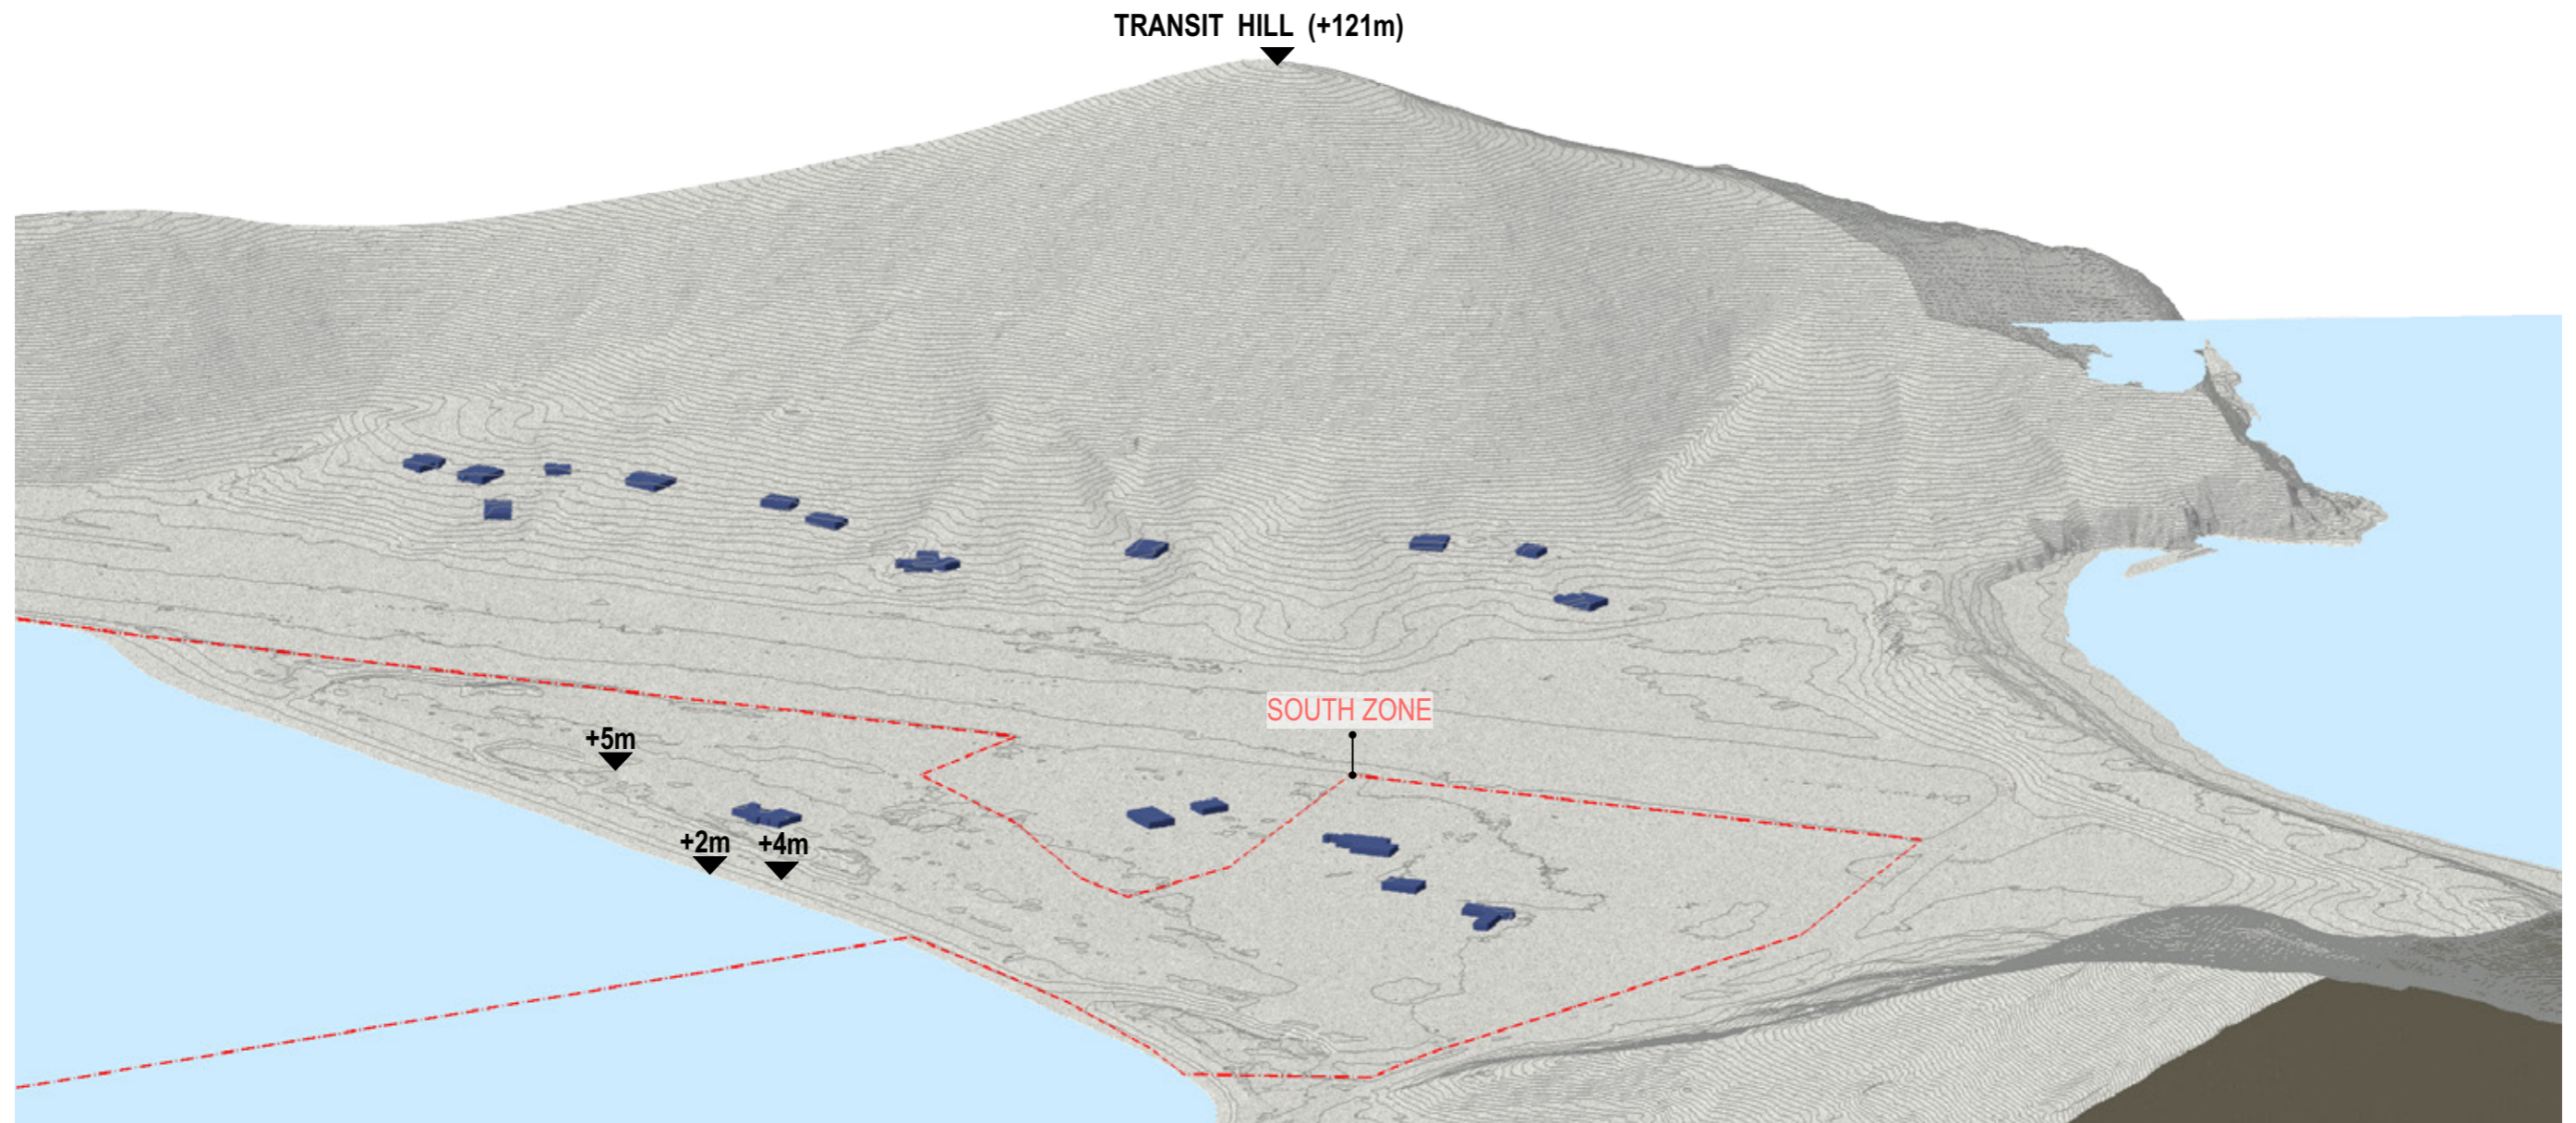 TRANSIT HILL (+121m)
SOUTH ZONE
+5m
+2m
+4m